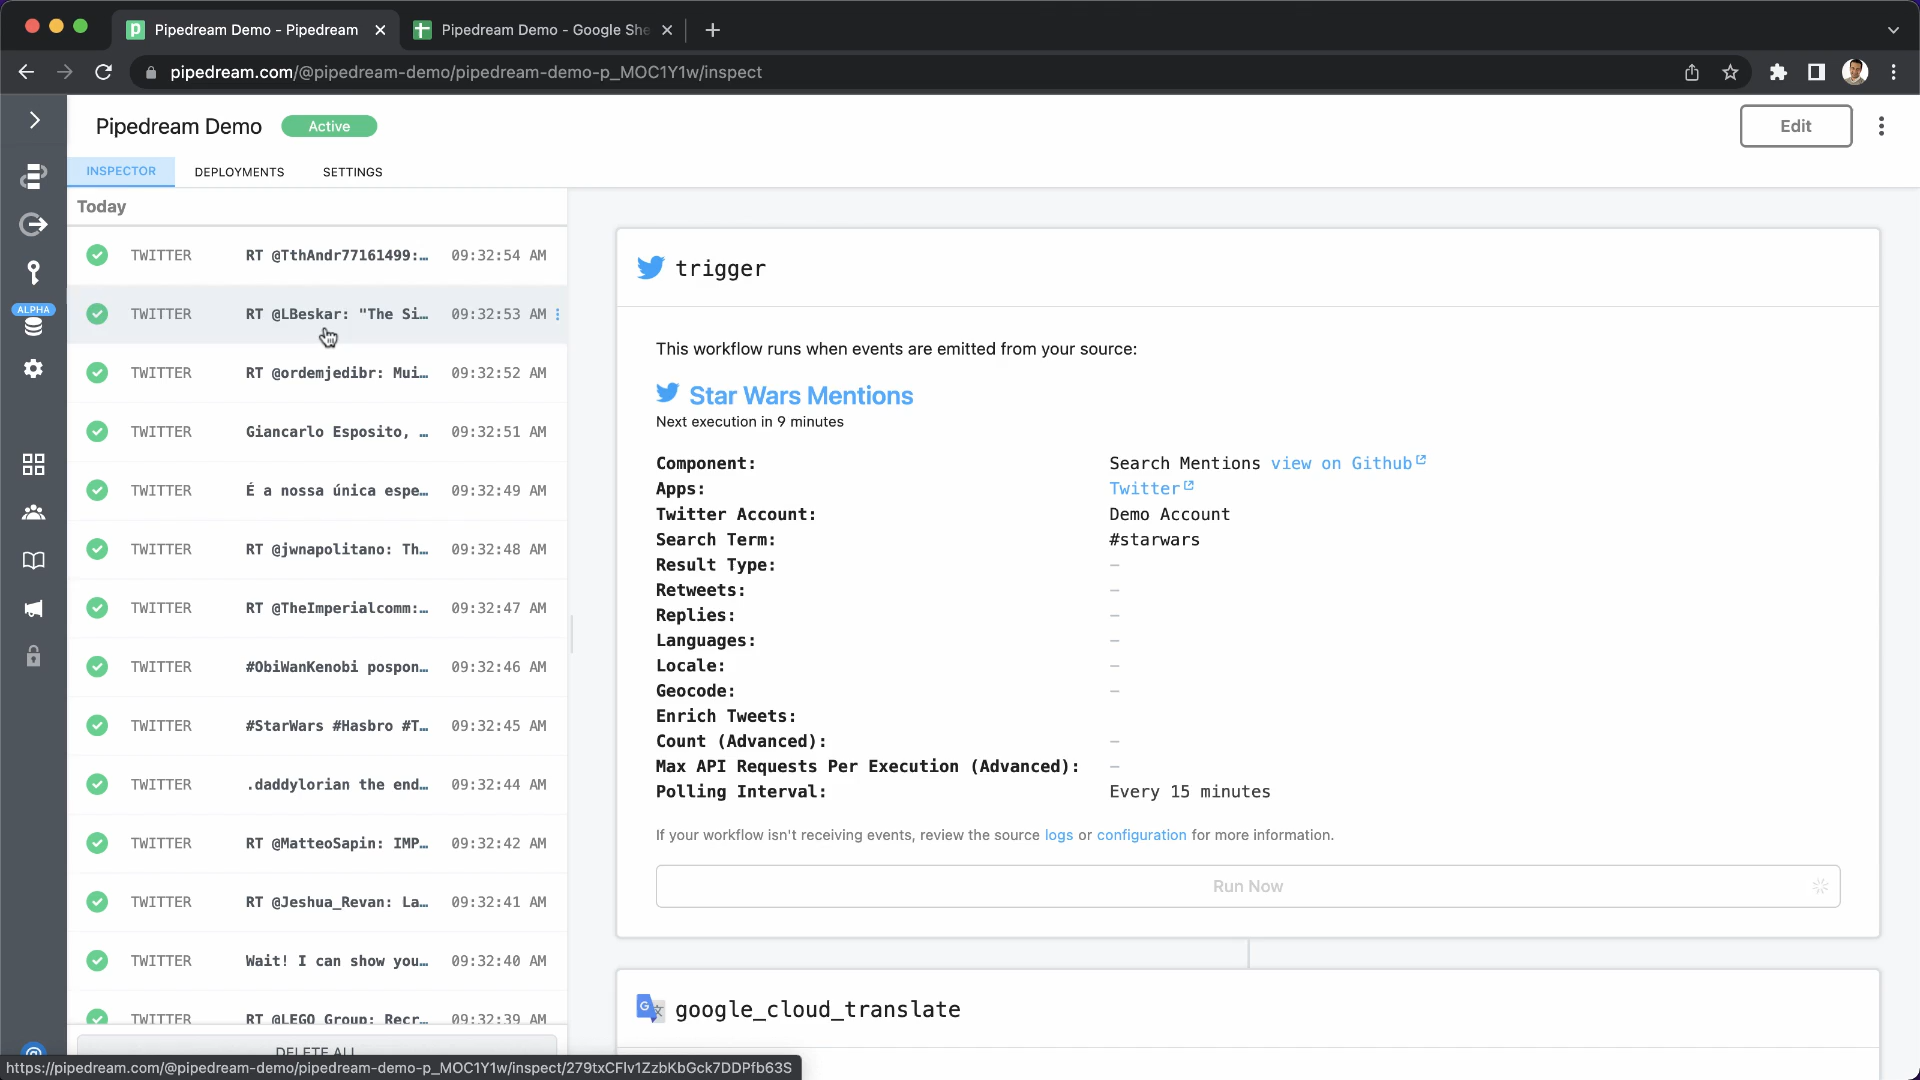 Pipedream Demo - Pipedream
Pipedream Demo - Google She
pipedream.com/@pipedream-demo/pipedream-demo-p_MOC1Y1w/inspect
Pipedream Demo
Active
Edit
INSPECTOR
DEPLOYMENTS
SETTINGS
Today
TWITTER RT @TthAndr77161499:… 09:32:54 AM
ALPHA
TWITTER RT @LBeskar: "The Si… 09:32:53 AM
TWITTER RT @ordemjedibr: Mui… 09:32:52 AM
TWITTER Giancarlo Esposito, … 09:32:51 AM
TWITTER É a nossa única espe… 09:32:49 AM
TWITTER RT @jwnapolitano: Th… 09:32:48 AM
TWITTER RT @TheImperialcomm:… 09:32:47 AM
TWITTER #ObiWanKenobi pospon… 09:32:46 AM
TWITTER #StarWars #Hasbro #T… 09:32:45 AM
TWITTER .daddylorian the end… 09:32:44 AM
TWITTER RT @MatteoSapin: IMP… 09:32:42 AM
TWITTER RT @Jeshua_Revan: La… 09:32:41 AM
TWITTER Wait! I can show you… 09:32:40 AM
TWITTER RT @LEGO_Group: Recr… 09:32:39 AM
DELETE ALL
trigger
This workflow runs when events are emitted from your source:
Star Wars Mentions
Next execution in 9 minutes
Component: Search Mentions view on Github
Apps: Twitter
Twitter Account: Demo Account
Search Term: #starwars
Result Type: –
Retweets: –
Replies: –
Languages: –
Locale: –
Geocode: –
Enrich Tweets:
Count (Advanced): –
Max API Requests Per Execution (Advanced): –
Polling Interval: Every 15 minutes
If your workflow isn't receiving events, review the source logs or configuration for more information.
Run Now
google_cloud_translate
https://pipedream.com/@pipedream-demo/pipedream-demo-p_MOC1Y1w/inspect/279txCFIv1ZzbKbGck7DDPfb63S